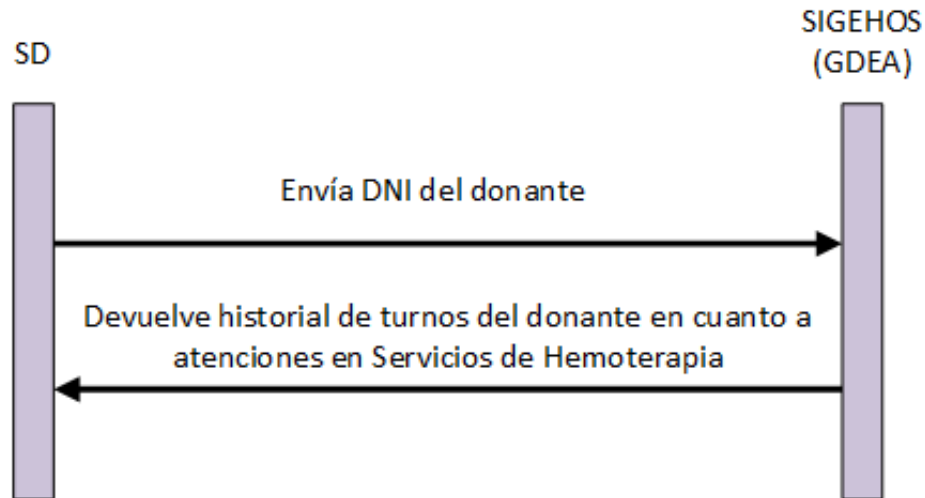 SD
SIGEHOS
(GDEA)
Envía DNI del donante
Devuelve historial de turnos del donante en cuanto a
atenciones en Servicios de Hemoterapia